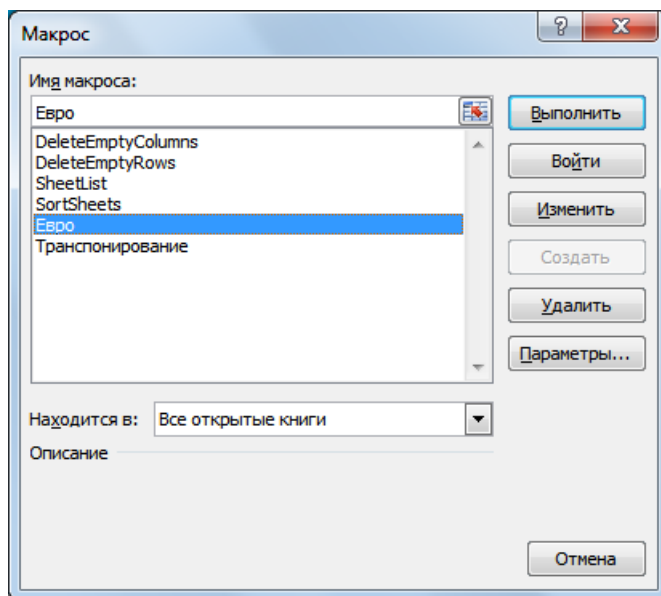 Макрос
Имя макроса:
Евро
DeleteEmptyColumns
DeleteEmptyRows
SheetList
SortSheets
Евро
Транспонирование
Выполнить
Войти
Изменить
Создать
Удалить
Параметры...
Находится в: Все открытые книги
Описание
Отмена